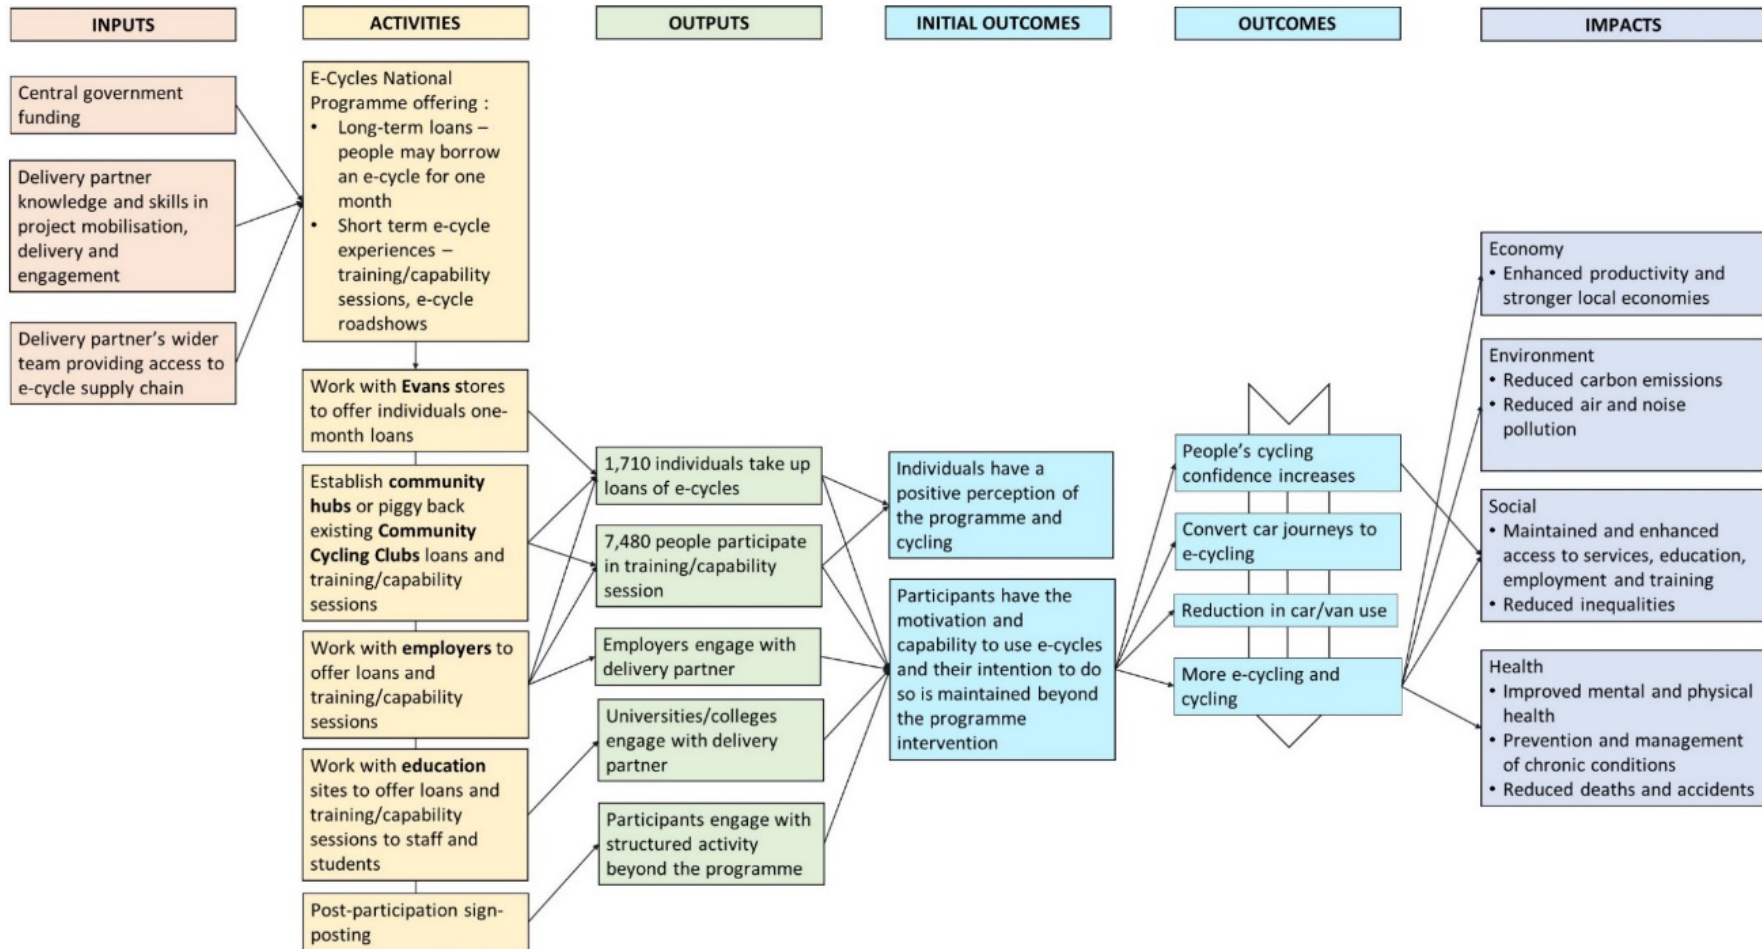 INPUTS
ACTIVITIES
OUTPUTS
INITIAL OUTCOMES
OUTCOMES
IMPACTS
Central government
funding
Delivery partner
knowledge and skills in
project mobilisation,
delivery and
engagement
Delivery partner's wider
team providing access to
e-cycle supply chain
E-Cycles National
Programme offering :
• Long-term loans –
people may borrow
an e-cycle for one
month
• Short term e-cycle
experiences –
training/capability
sessions, e-cycle
roadshows
Work with Evans stores
to offer individuals one-
month loans
Establish community
hubs or piggy back
existing Community
Cycling Clubs loans and
training/capability
sessions
Work with employers to
offer loans and
training/capability
sessions
Work with education
sites to offer loans and
training/capability
sessions to staff and
students
Post-participation sign-
posting
1,710 individuals take up
loans of e-cycles
7,480 people participate
in training/capability
session
Employers engage with
delivery partner
Universities/colleges
engage with delivery
partner
Participants engage with
structured activity
beyond the programme
Individuals have a
positive perception of
the programme and
cycling
Participants have the
motivation and
capability to use e-cycles
and their intention to do
so is maintained beyond
the programme
intervention
People's cycling
confidence increases
Convert car journeys to
e-cycling
Reduction in car/van use
More e-cycling and
cycling
Economy
• Enhanced productivity and
stronger local economies
Environment
• Reduced carbon emissions
• Reduced air and noise
pollution
Social
• Maintained and enhanced
access to services, education,
employment and training
• Reduced inequalities
Health
• Improved mental and physical
health
• Prevention and management
of chronic conditions
• Reduced deaths and accidents